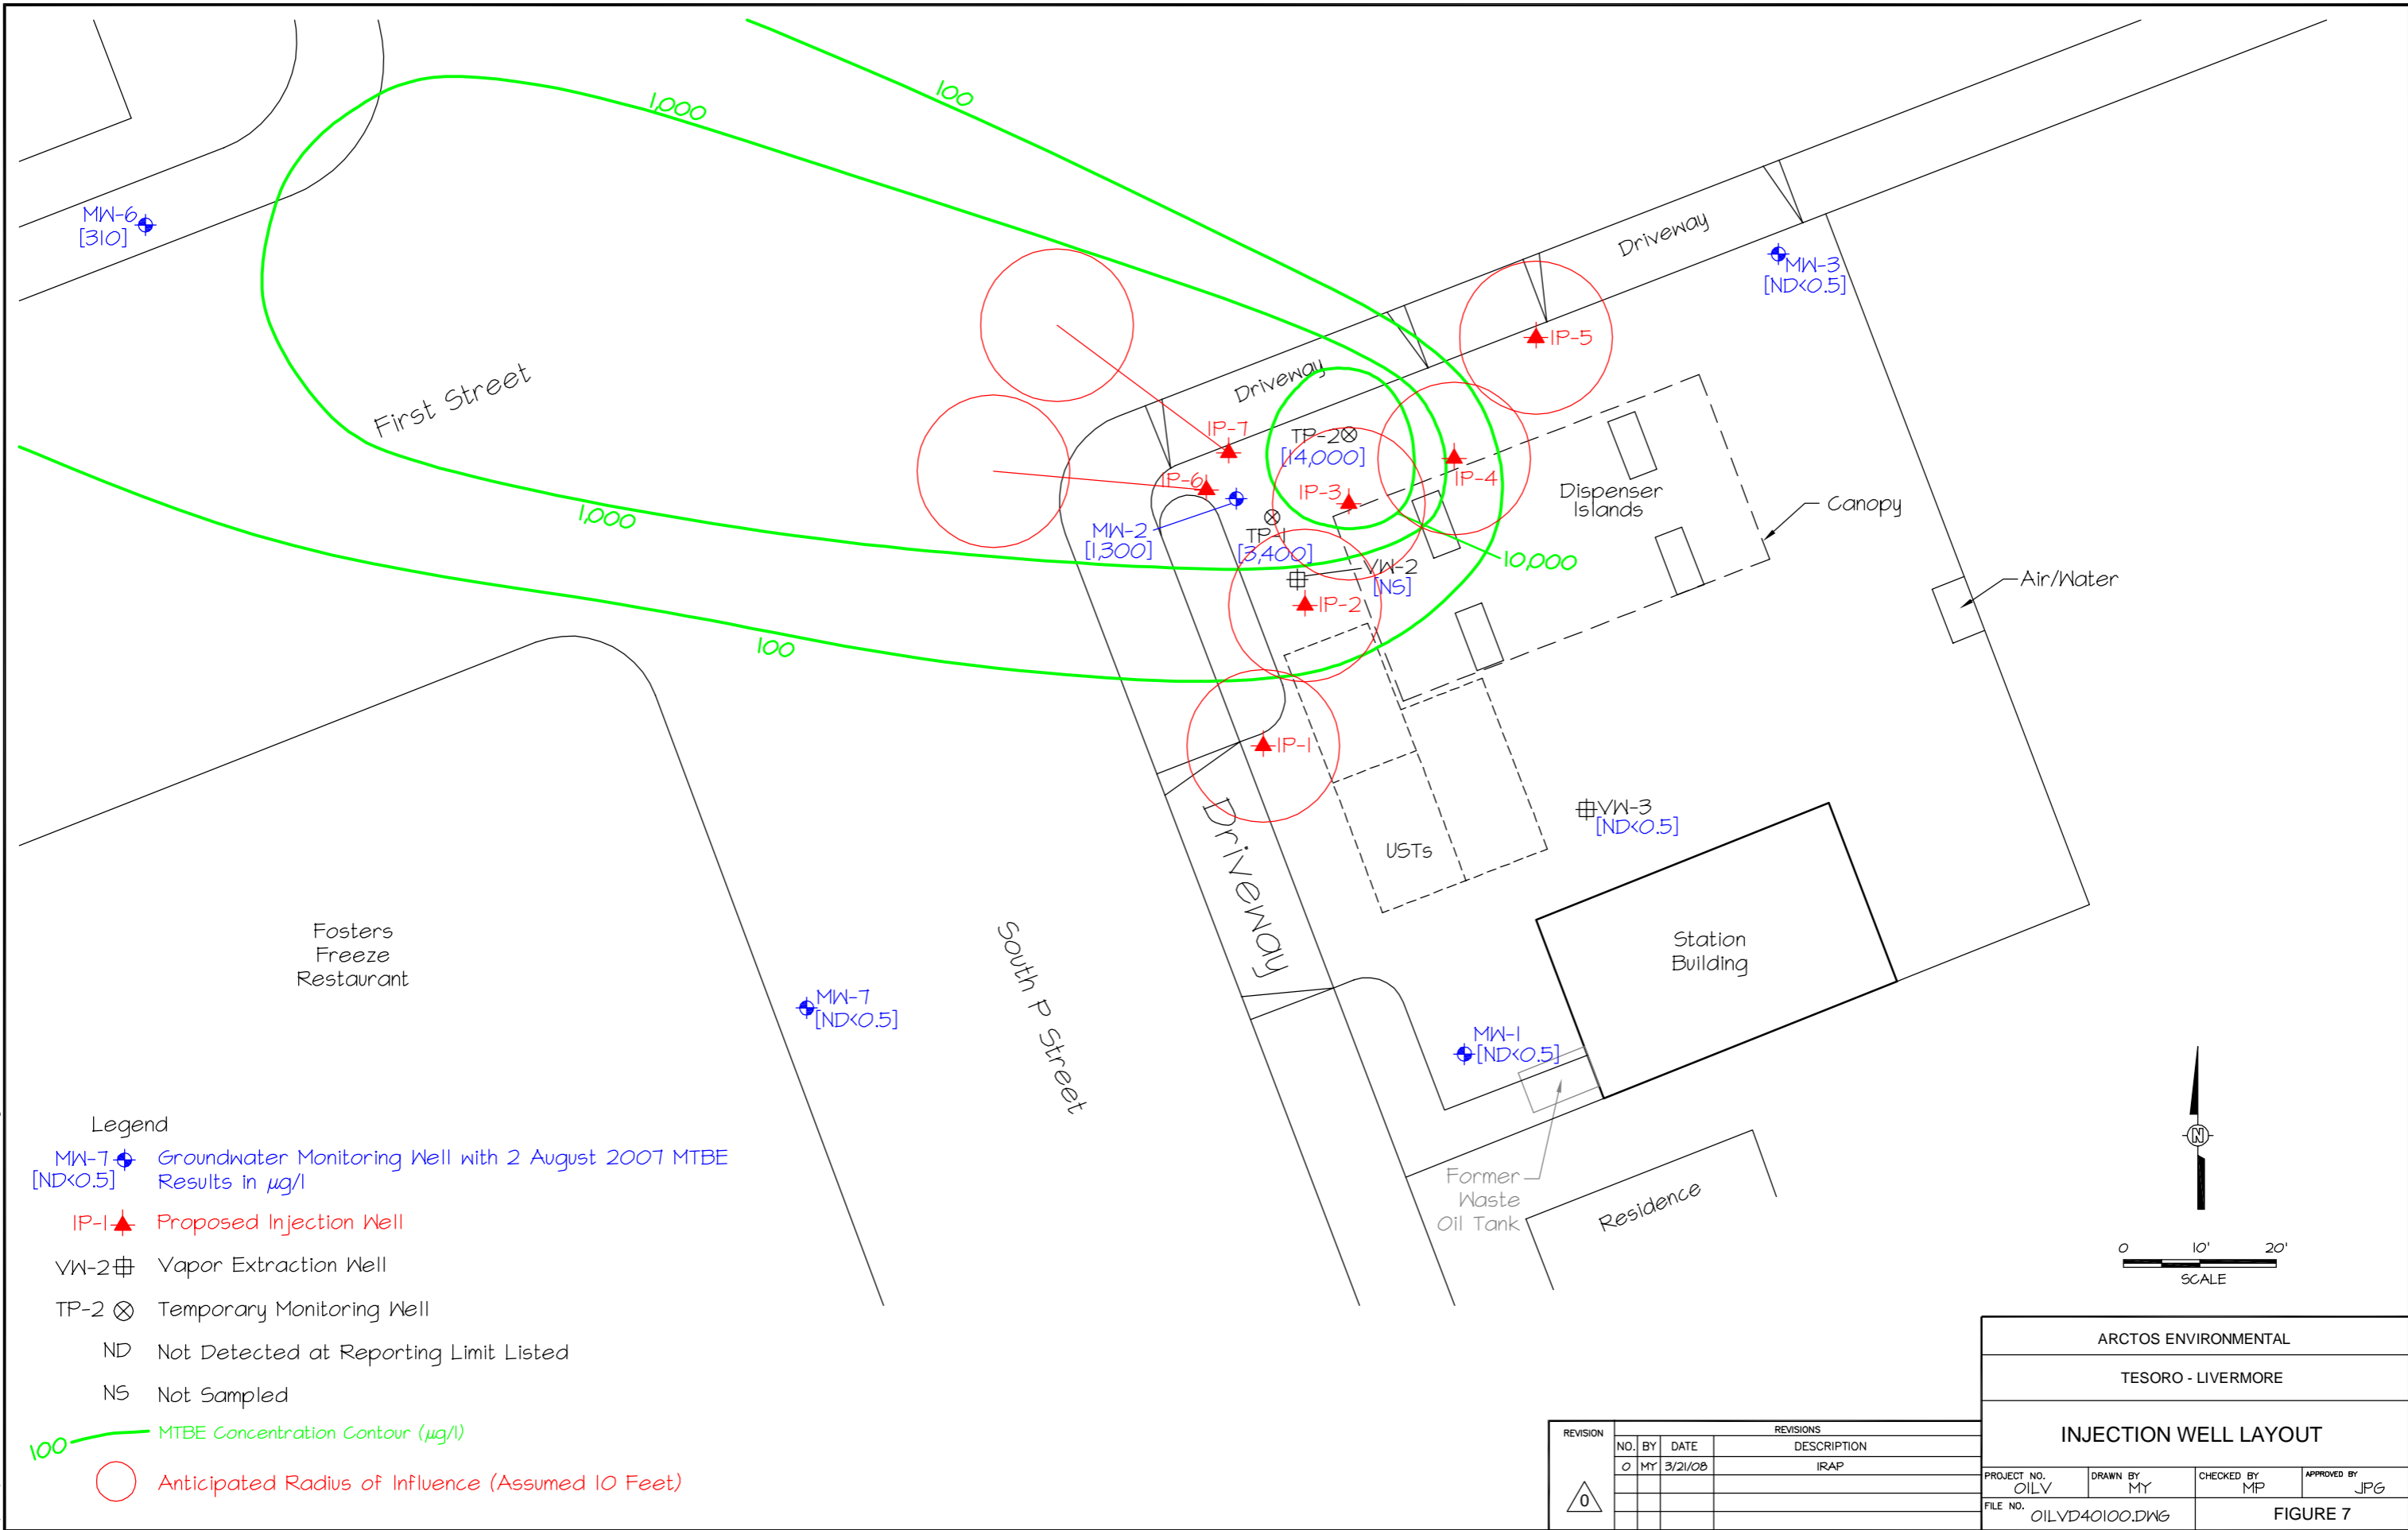 100
1,000
MW-6
[310]
Driveway
MW-3
[ND<0.5]
First Street
IP-5
Driveway
IP-7
TP-2
[14,000]
IP-6
IP-3
IP-4
Dispenser
Islands
Canopy
1,000
MW-2
[1,300]
TP-1
[3,400]
10,000
VW-2
[NS]
Air/Water
IP-2
100
IP-1
Driveway
VW-3
[ND<0.5]
USTs
Fosters
Freeze
Restaurant
Station
Building
South P Street
MW-7
[ND<0.5]
MW-1
[ND<0.5]
Former
Waste
Oil Tank
Residence
N
0 10' 20'
SCALE
Legend
MW-7
[ND<0.5]
Groundwater Monitoring Well with 2 August 2007 MTBE
Results in µg/l
IP-1 Proposed Injection Well
VW-2 Vapor Extraction Well
TP-2 Temporary Monitoring Well
ND Not Detected at Reporting Limit Listed
NS Not Sampled
100 MTBE Concentration Contour (µg/l)
Anticipated Radius of Influence (Assumed 10 Feet)
REVISION
0
REVISIONS
NO. BY DATE DESCRIPTION
0 MY 3/21/08 IRAP
ARCTOS ENVIRONMENTAL
TESORO - LIVERMORE
INJECTION WELL LAYOUT
PROJECT NO.
01LV
DRAWN BY
MY
CHECKED BY
MP
APPROVED BY
JPG
FILE NO.
01LVD40100.DWG
FIGURE 7